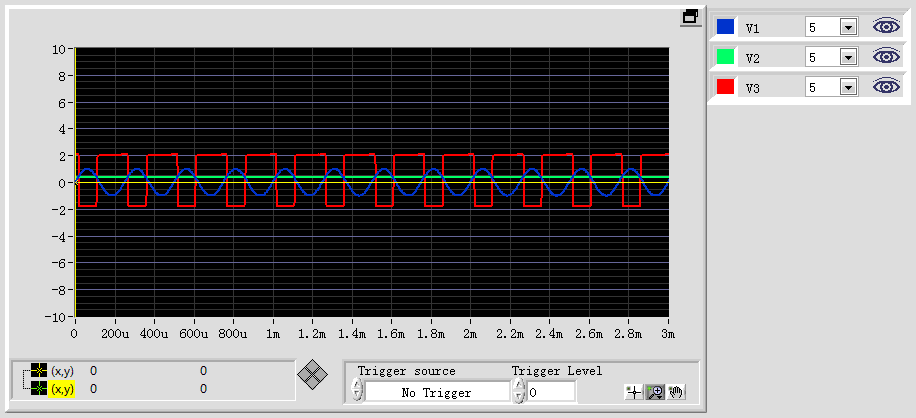 V1 5
V2 5
V3 5
10
8
6
4
2
0
-2
-4
-6
-8
-10
0 200u 400u 600u 800u 1m 1.2m 1.4m 1.6m 1.8m 2m 2.2m 2.4m 2.6m 2.8m 3m
(x,y) 0 0
(x,y) 0 0
Trigger source Trigger Level
No Trigger 0